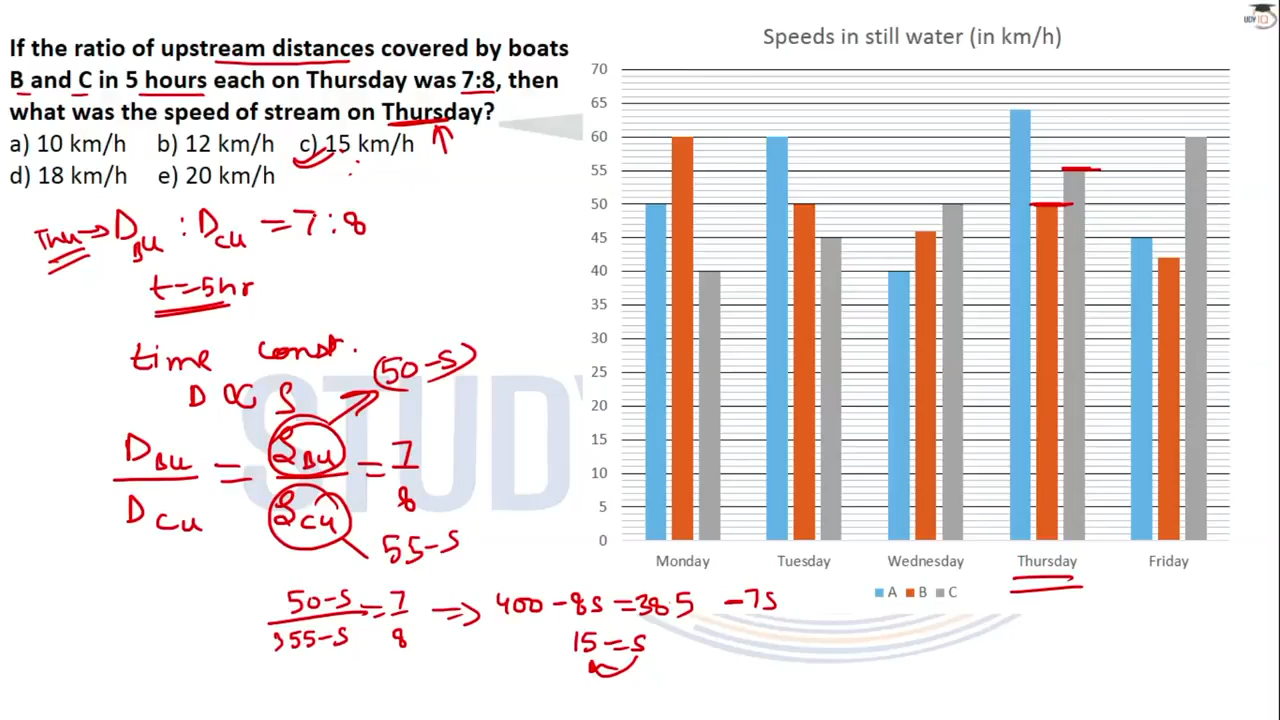 If the ratio of upstream distances covered by boats
B and C in 5 hours each on Thursday was 7:8, then
what was the speed of stream on Thursday?
a) 10 km/h b) 12 km/h c) 15 km/h
d) 18 km/h e) 20 km/h
Thu → D_BU : D_CU = 7:8
t=5hr
time const.
D ∝ S
(50-S)
D_BU / D_CU = S_BU / S_CU = 7/8
55-S
50-S / 55-S = 7/8 ⇒ 400-8S = 385 -7S
15=S
STUDY
UDY IQ
Speeds in still water (in km/h)
70
65
60
55
50
45
40
35
30
25
20
15
10
5
0
Monday Tuesday Wednesday Thursday Friday
A B C